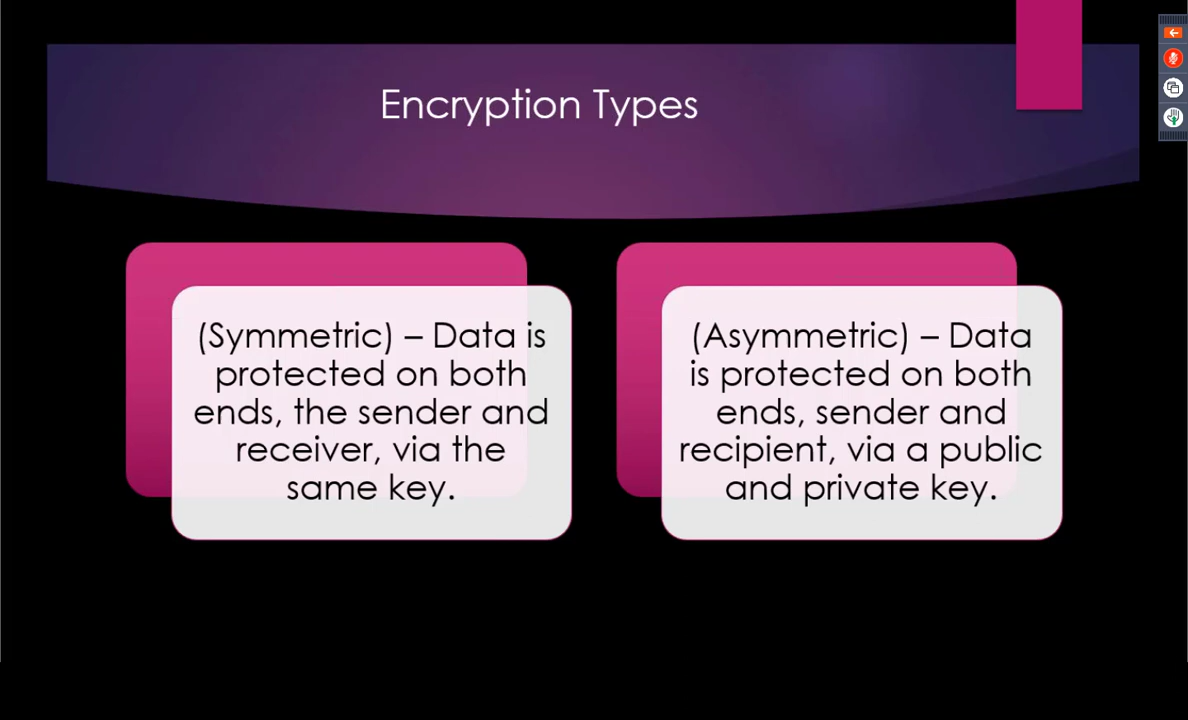 Encryption Types
(Symmetric) – Data is
protected on both
ends, the sender and
receiver, via the
same key.
(Asymmetric) – Data
is protected on both
ends, sender and
recipient, via a public
and private key.